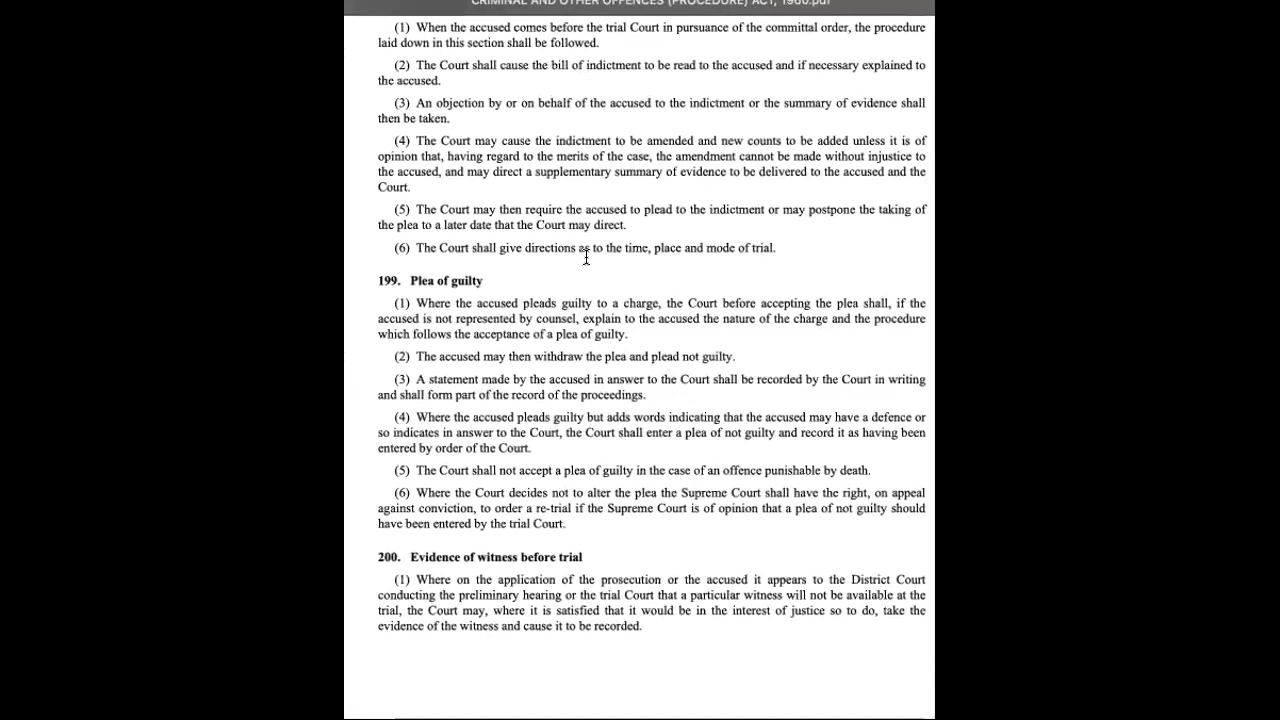 CRIMINAL AND OTHER OFFENCES (PROCEDURE) ACT, 1960.pdf
(1) When the accused comes before the trial Court in pursuance of the committal order, the procedure
laid down in this section shall be followed.
(2) The Court shall cause the bill of indictment to be read to the accused and if necessary explained to
the accused.
(3) An objection by or on behalf of the accused to the indictment or the summary of evidence shall
then be taken.
(4) The Court may cause the indictment to be amended and new counts to be added unless it is of
opinion that, having regard to the merits of the case, the amendment cannot be made without injustice to
the accused, and may direct a supplementary summary of evidence to be delivered to the accused and the
Court.
(5) The Court may then require the accused to plead to the indictment or may postpone the taking of
the plea to a later date that the Court may direct.
(6) The Court shall give directions as to the time, place and mode of trial.
199. Plea of guilty
(1) Where the accused pleads guilty to a charge, the Court before accepting the plea shall, if the
accused is not represented by counsel, explain to the accused the nature of the charge and the procedure
which follows the acceptance of a plea of guilty.
(2) The accused may then withdraw the plea and plead not guilty.
(3) A statement made by the accused in answer to the Court shall be recorded by the Court in writing
and shall form part of the record of the proceedings.
(4) Where the accused pleads guilty but adds words indicating that the accused may have a defence or
so indicates in answer to the Court, the Court shall enter a plea of not guilty and record it as having been
entered by order of the Court.
(5) The Court shall not accept a plea of guilty in the case of an offence punishable by death.
(6) Where the Court decides not to alter the plea the Supreme Court shall have the right, on appeal
against conviction, to order a re-trial if the Supreme Court is of opinion that a plea of not guilty should
have been entered by the trial Court.
200. Evidence of witness before trial
(1) Where on the application of the prosecution or the accused it appears to the District Court
conducting the preliminary hearing or the trial Court that a particular witness will not be available at the
trial, the Court may, where it is satisfied that it would be in the interest of justice so to do, take the
evidence of the witness and cause it to be recorded.